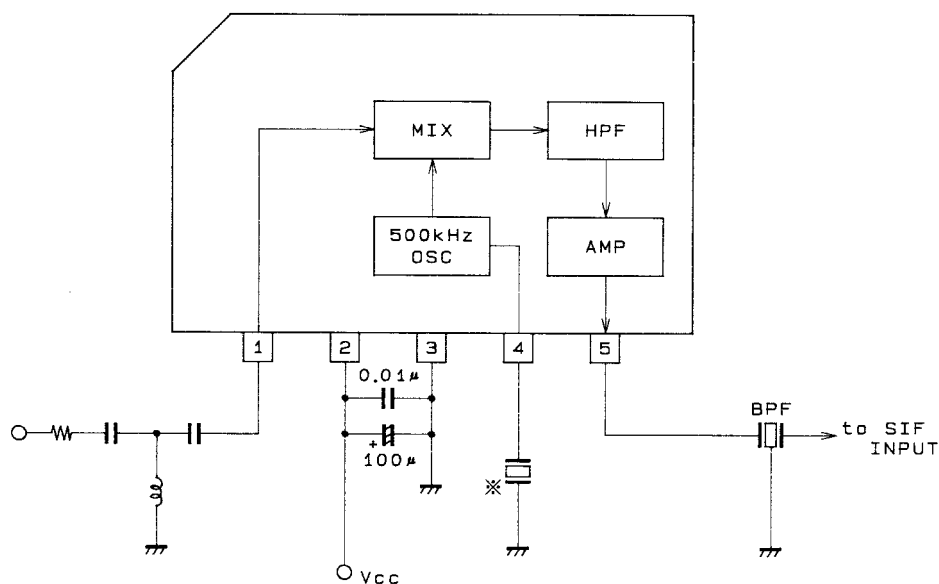 MIX
HPF
500kHz
OSC
AMP
1
2
3
4
5
0.01μ
+
100μ
※
BPF
to SIF
INPUT
Vcc